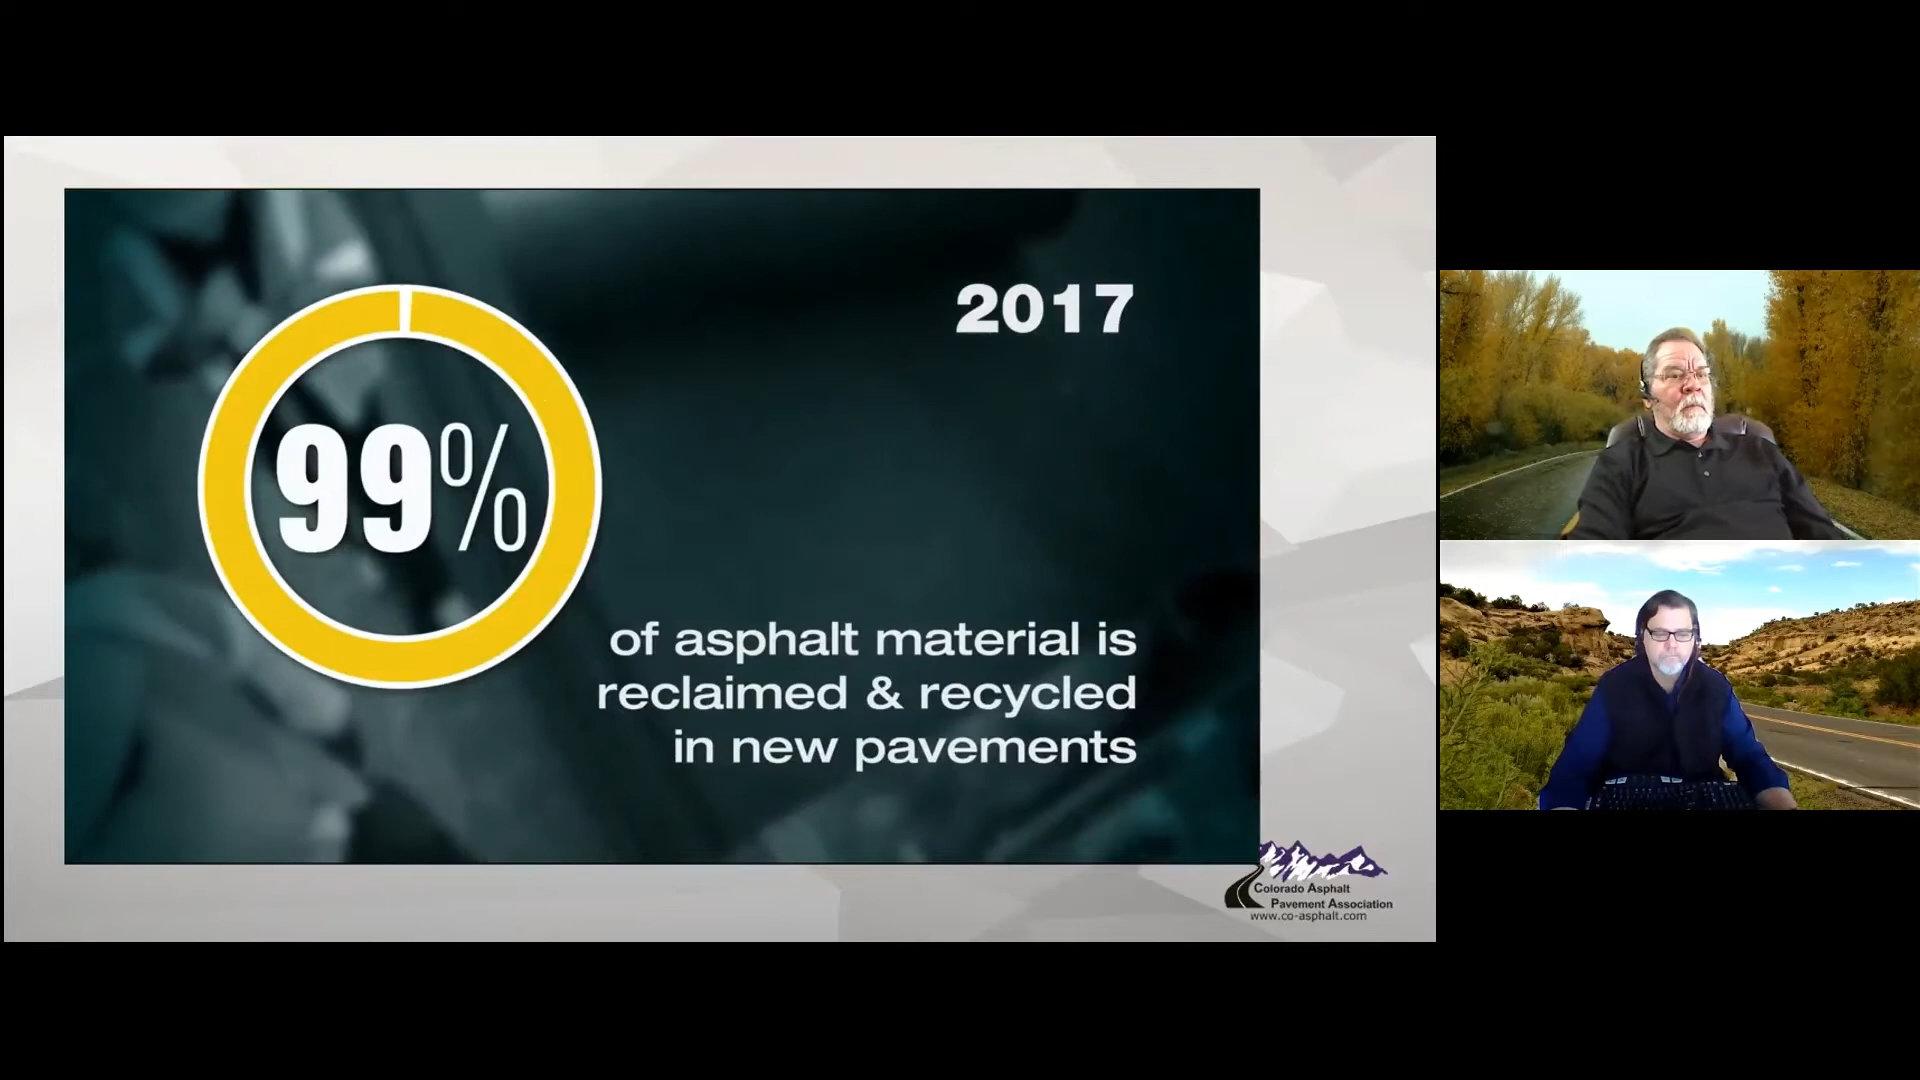 2017
99%
of asphalt material is
reclaimed & recycled
in new pavements
Colorado Asphalt
Pavement Association
www.co-asphalt.com